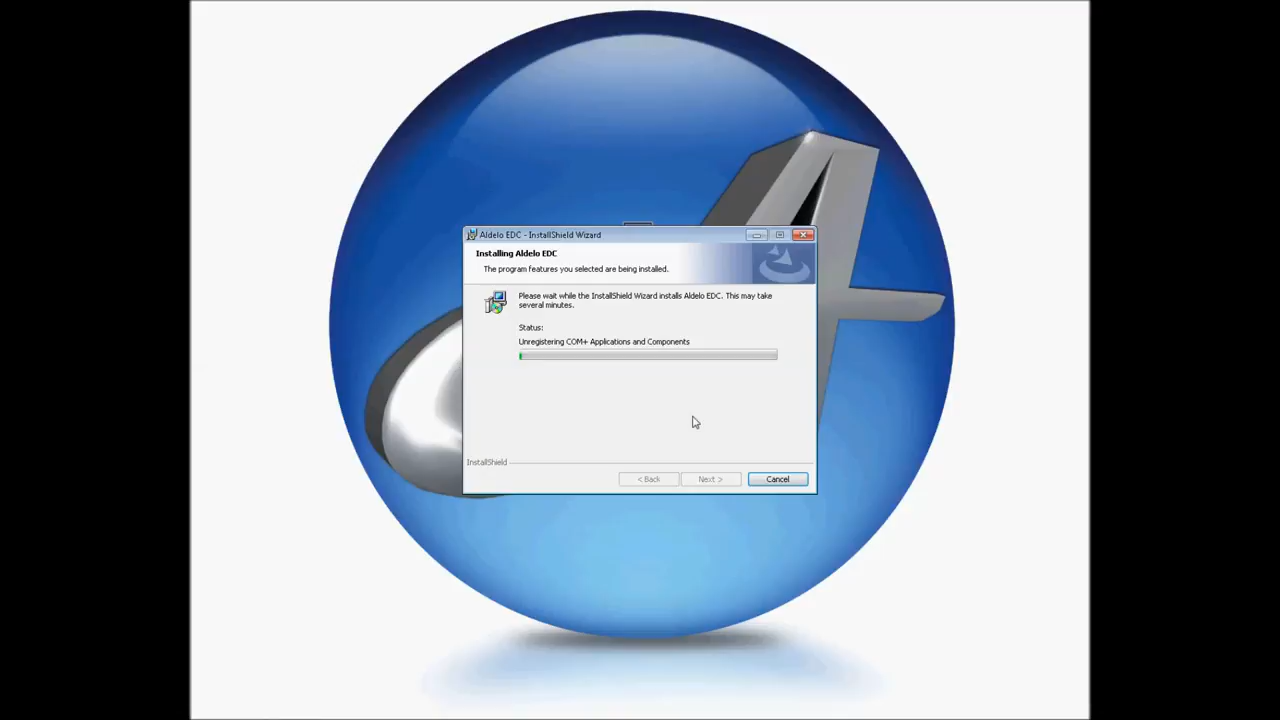 Aldelo EDC - InstallShield Wizard
Installing Aldelo EDC
The program features you selected are being installed.
Please wait while the InstallShield Wizard installs Aldelo EDC. This may take
several minutes.
Status:
Unregistering COM+ Applications and Components
InstallShield
< Back
Next >
Cancel